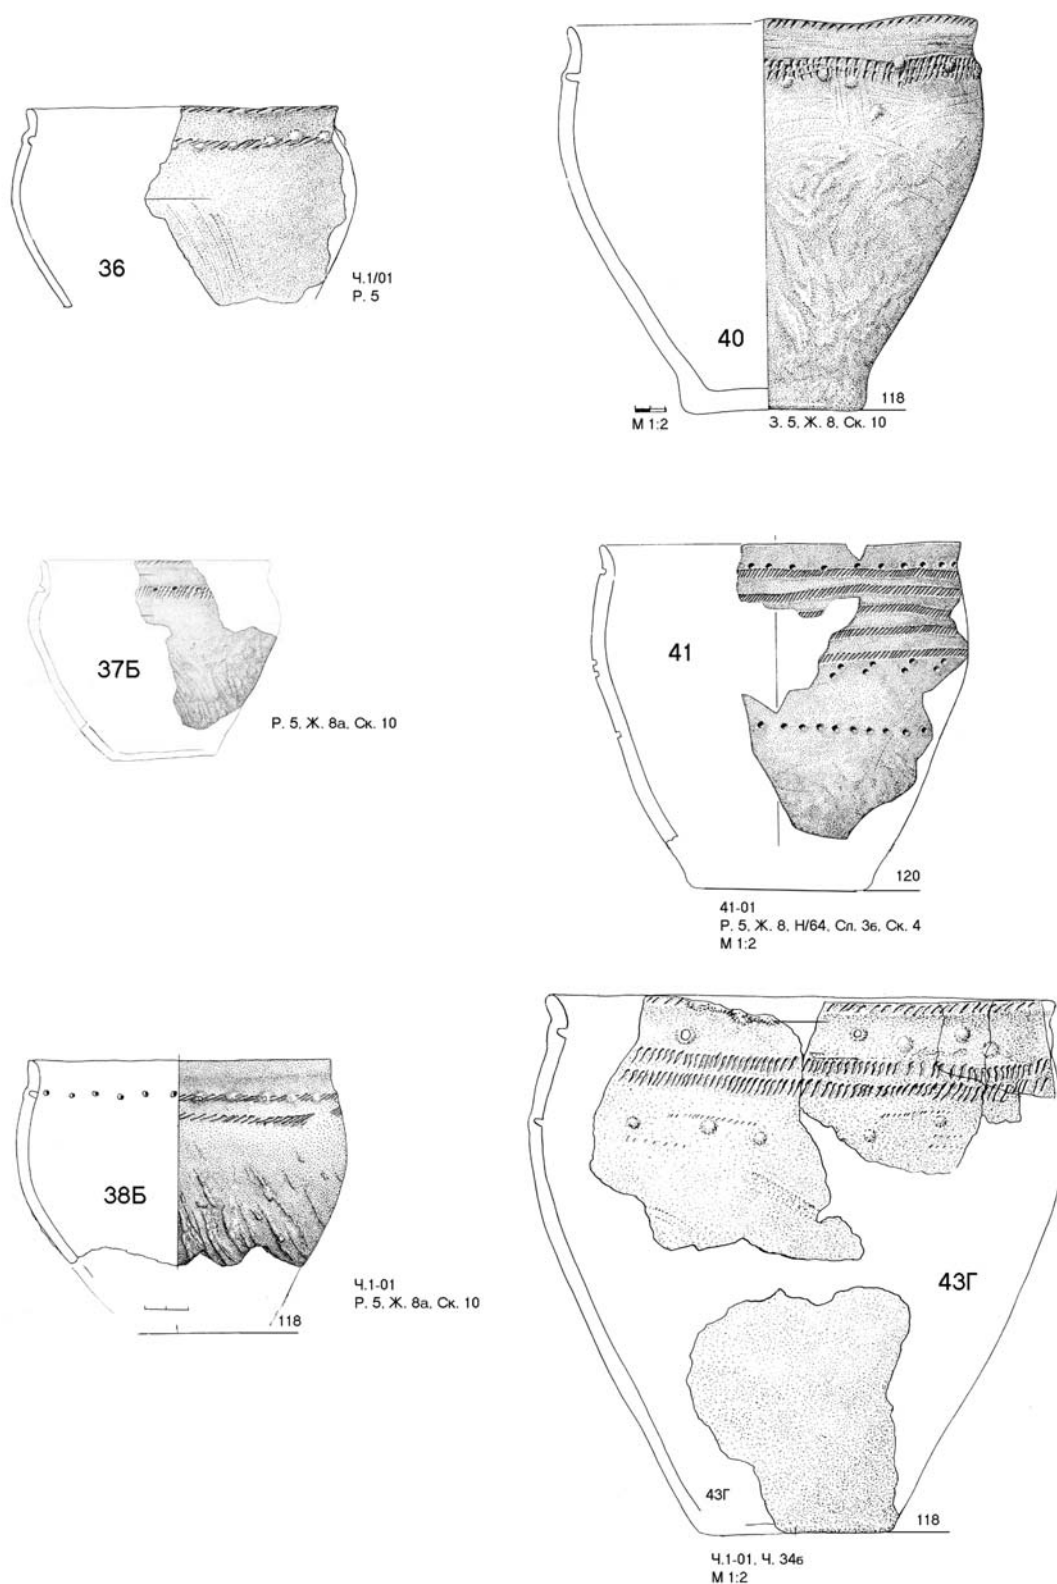 36
Ч.1/01
Р. 5
40
118
М 1:2
З. 5, Ж. 8, Ск. 10
37Б
Р. 5, Ж. 8а, Ск. 10
41
120
41-01
Р. 5, Ж. 8, Н/64, Сл. 3б, Ск. 4
М 1:2
38Б
Ч.1-01
Р. 5, Ж. 8а, Ск. 10
118
43Г
43Г
118
Ч.1-01, Ч. 34б
М 1:2